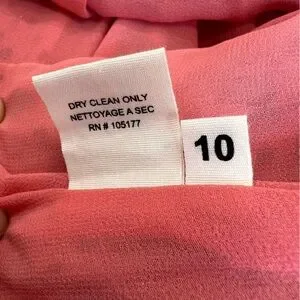 DRY CLEAN ONLY
NETTOYAGE A SEC
RN # 105177
10